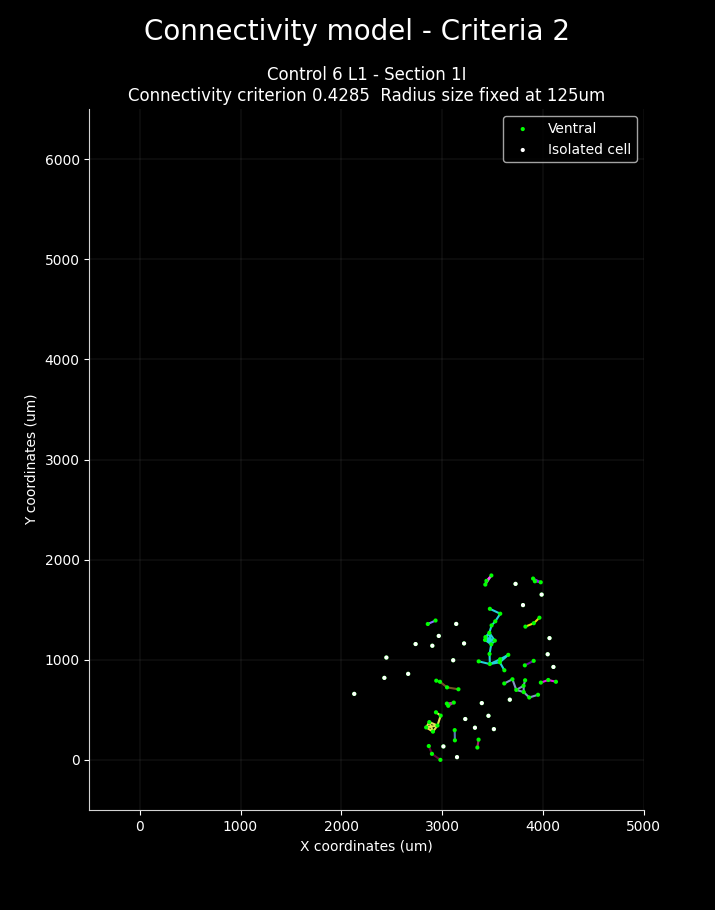 Connectivity model - Criteria 2
Control 6 L1 - Section 1I
Connectivity criterion 0.4285  Radius size fixed at 125um
Ventral
Isolated cell
6000
5000
4000
3000
2000
1000
0
Y coordinates (um)
0 1000 2000 3000 4000 5000
X coordinates (um)